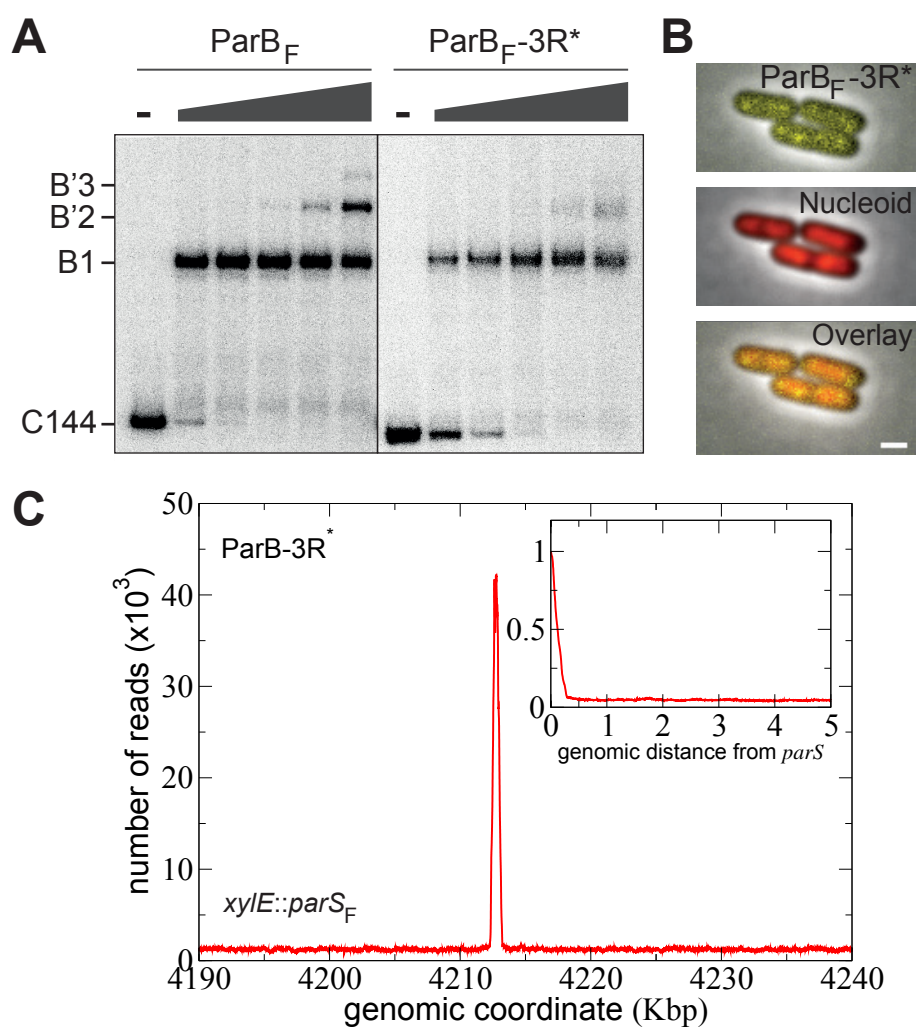 A
ParB_F
ParB_F-3R*
-
-
B'3
B'2
B1
C144
B
ParB_F-3R*
Nucleoid
Overlay
C
ParB-3R*
xylE::parS_F
number of reads (x10^3)
50
40
30
20
10
0
4190
4200
4210
4220
4230
4240
genomic coordinate (Kbp)
1
0.5
0
0
1
2
3
4
5
genomic distance from parS